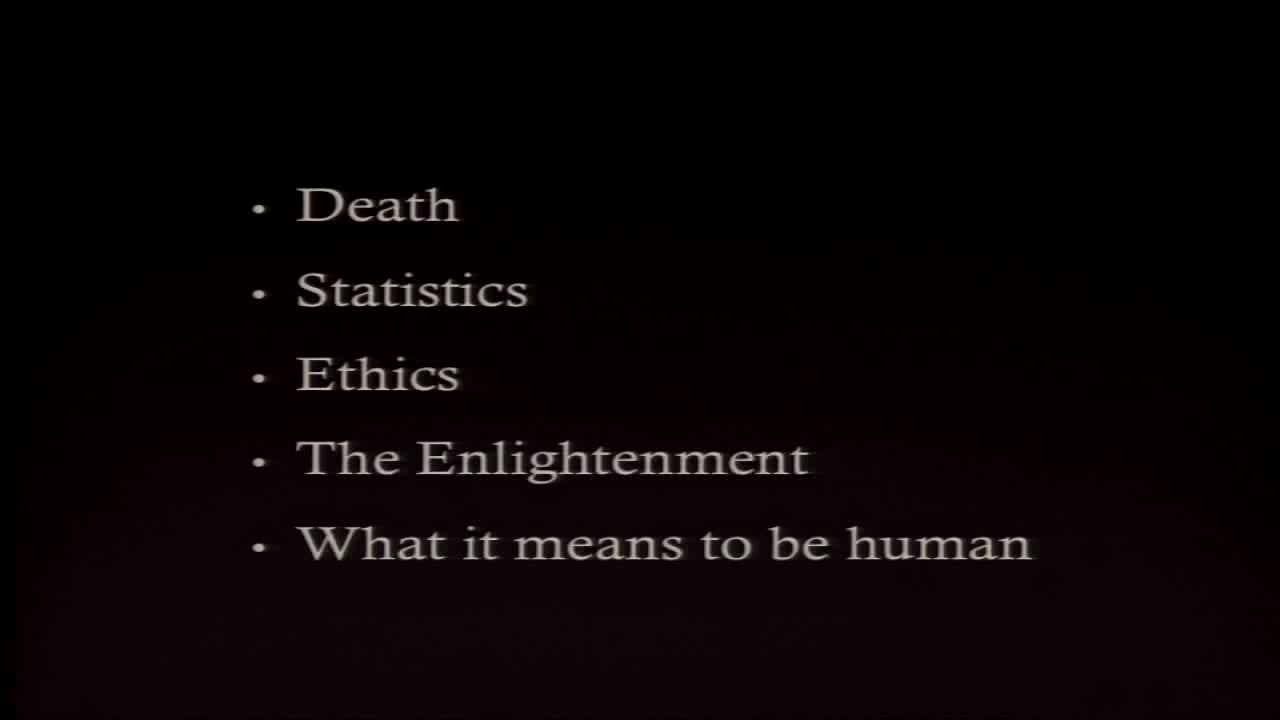 • Death
• Statistics
• Ethics
• The Enlightenment
• What it means to be human